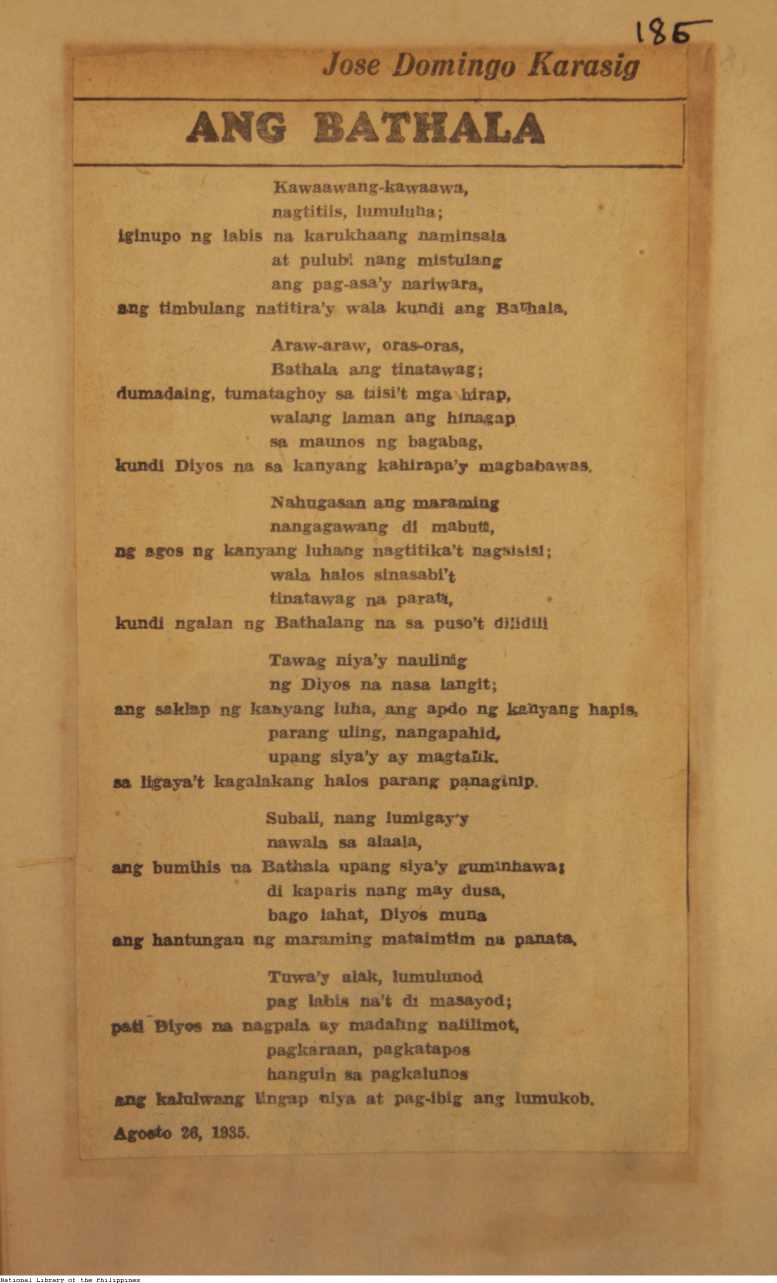 185
Jose Domingo Karasig
ANG BATHALA
Kawaawang-kawaawa,
nagtitiis, lumuluha;
iginupo ng labis na karukhaang naminsala
at pulubi nang mistulang
ang pag-asa'y nariwara,
ang timbulang natitira'y wala kundi ang Bathala.
Araw-araw, oras-oras,
Bathala ang tinatawag;
dumadaing, tumataghoy sa tiisi't mga hirap,
walang laman ang hinagap
sa maunos ng bagabag,
kundi Diyos na sa kanyang kahirapa'y magbabawas.
Nahugasan ang maraming
nangagawang di mabuti,
ng agos ng kanyang luhang nagtitika't nagsisisi;
wala halos sinasabi't
tinatawag na parati,
kundi ngalan ng Bathalang na sa puso't dilidili
Tawag niya'y naulinig
ng Diyos na nasa langit;
ang saklap ng kanyang luha, ang apdo ng kanyang hapis,
parang uling, nangapahid,
upang siya'y ay magtalik.
sa ligaya't kagalakang halos parang panaginip.
Subali, nang lumigay'y
nawala sa alaala,
ang bumihis na Bathala upang siya'y guminhawa;
di kaparis nang may dusa,
bago lahat, Diyos muna
ang hantungan ng maraming mataimtim na panata.
Tuwa'y alak, lumulunod
pag labis na't di masayod;
pati Diyos na nagpala ay madaling nalilimot,
pagkaraan, pagkatapos
hanguin sa pagkalunos
ang kalulwang lingap niya at pag-ibig ang lumukob.
Agosto 26, 1935.
National Library of the Philippines